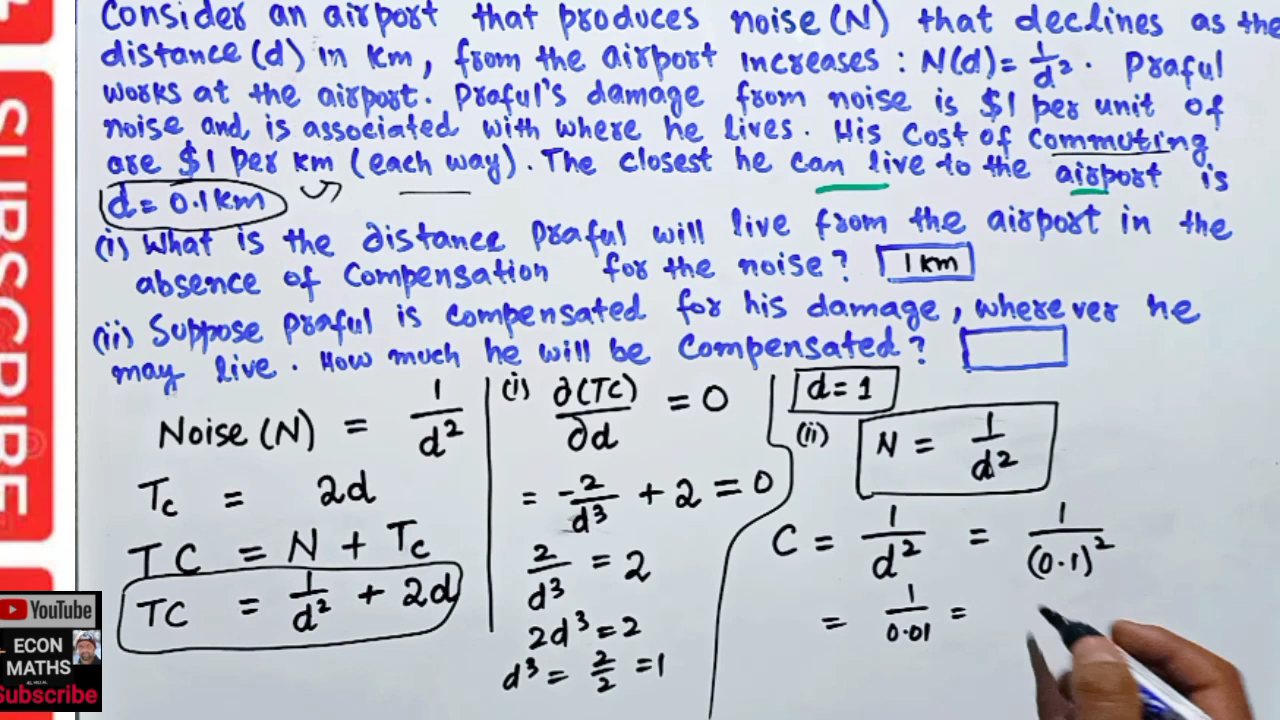 Consider an airport that produces noise (N) that declines as the
distance (d) in km, from the airport increases : N(d) = 1/d². Praful
works at the airport. Praful's damage from noise is $1 per unit of
noise and, is associated with where he lives. His cost of commuting
are $1 per km (each way). The closest he can live to the airport is
d = 0.1km
(i) What is the distance Praful will live from the airport in the
absence of compensation for the noise? 1 km
(ii) Suppose Praful is compensated for his damage, wherever he
may live. How much he will be compensated?
Noise (N) = 1/d²
Tc = 2d
TC = N + Tc
TC = 1/d² + 2d
(i) ∂(TC)/∂d = 0
= -2/d³ + 2 = 0
2/d³ = 2
2d³ = 2
d³ = 2/2 = 1
d = 1
(ii) N = 1/d²
C = 1/d² = 1/(0.1)²
= 1/0.01 =
SUBSCRIBE
YouTube
ECON
MATHS
Subscribe